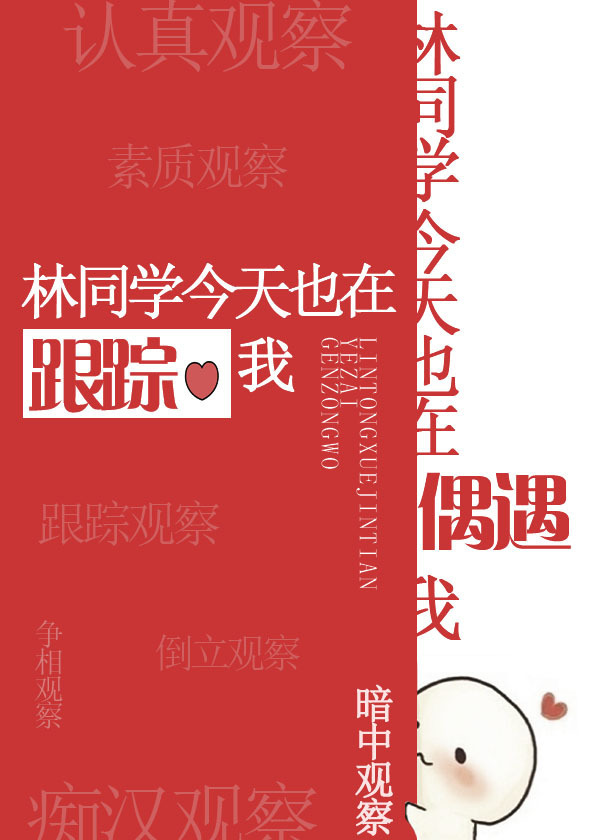 认真观察
素质观察
林同学今天也在
跟踪我
LINTONGXUEJINTIAN
YEZAI
GENZONGWO
跟踪观察
倒立观察
争相观察
暗中观察
痴汉观察
林同学今天也在偶遇我